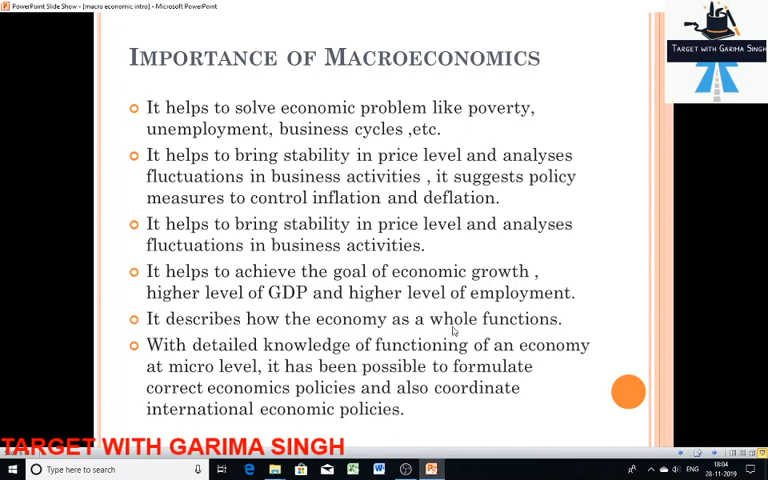 PowerPoint Slide Show - [macro economic intro] - Microsoft PowerPoint
IMPORTANCE OF MACROECONOMICS
TARGET WITH GARIMA SINGH
It helps to solve economic problem like poverty,
unemployment, business cycles ,etc.
It helps to bring stability in price level and analyses
fluctuations in business activities , it suggests policy
measures to control inflation and deflation.
It helps to bring stability in price level and analyses
fluctuations in business activities.
It helps to achieve the goal of economic growth ,
higher level of GDP and higher level of employment.
It describes how the economy as a whole functions.
With detailed knowledge of functioning of an economy
at micro level, it has been possible to formulate
correct economics policies and also coordinate
international economic policies.
TARGET WITH GARIMA SINGH
Type here to search
ENG
18:04
28-11-2019